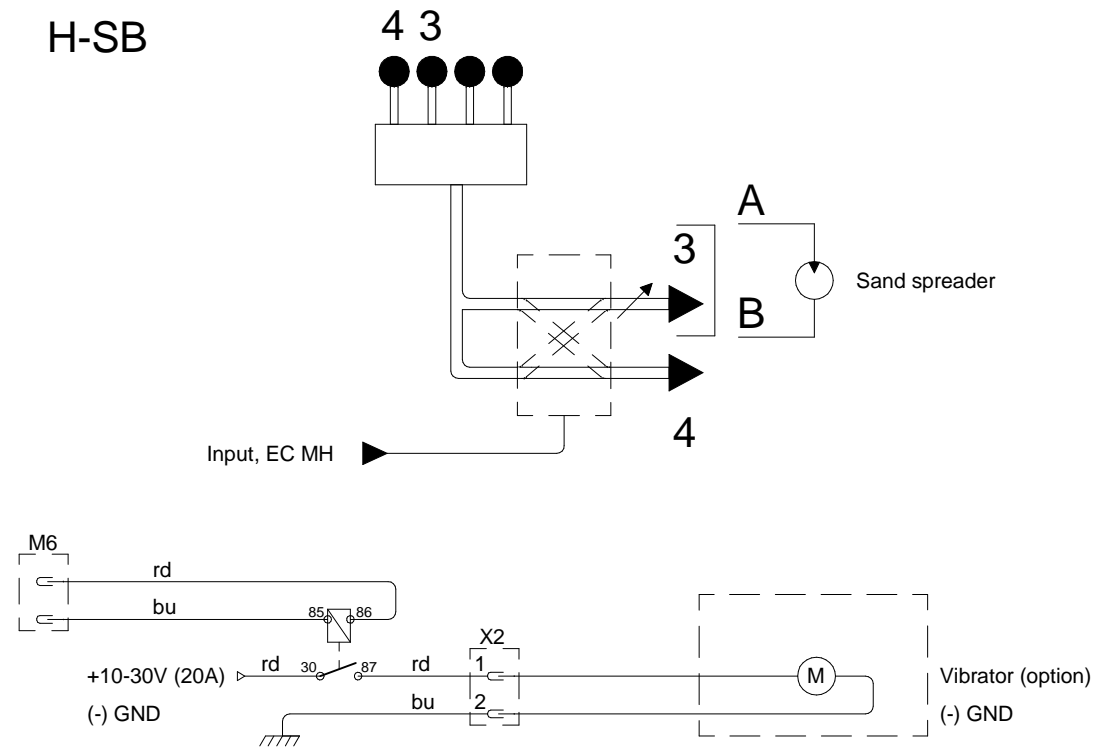 H-SB
4 3
A
3
Sand spreader
B
4
Input, EC MH
M6
rd
bu
85 86
X2
+10-30V (20A) rd 30 87 rd 1 M Vibrator (option)
(-) GND bu 2 (-) GND